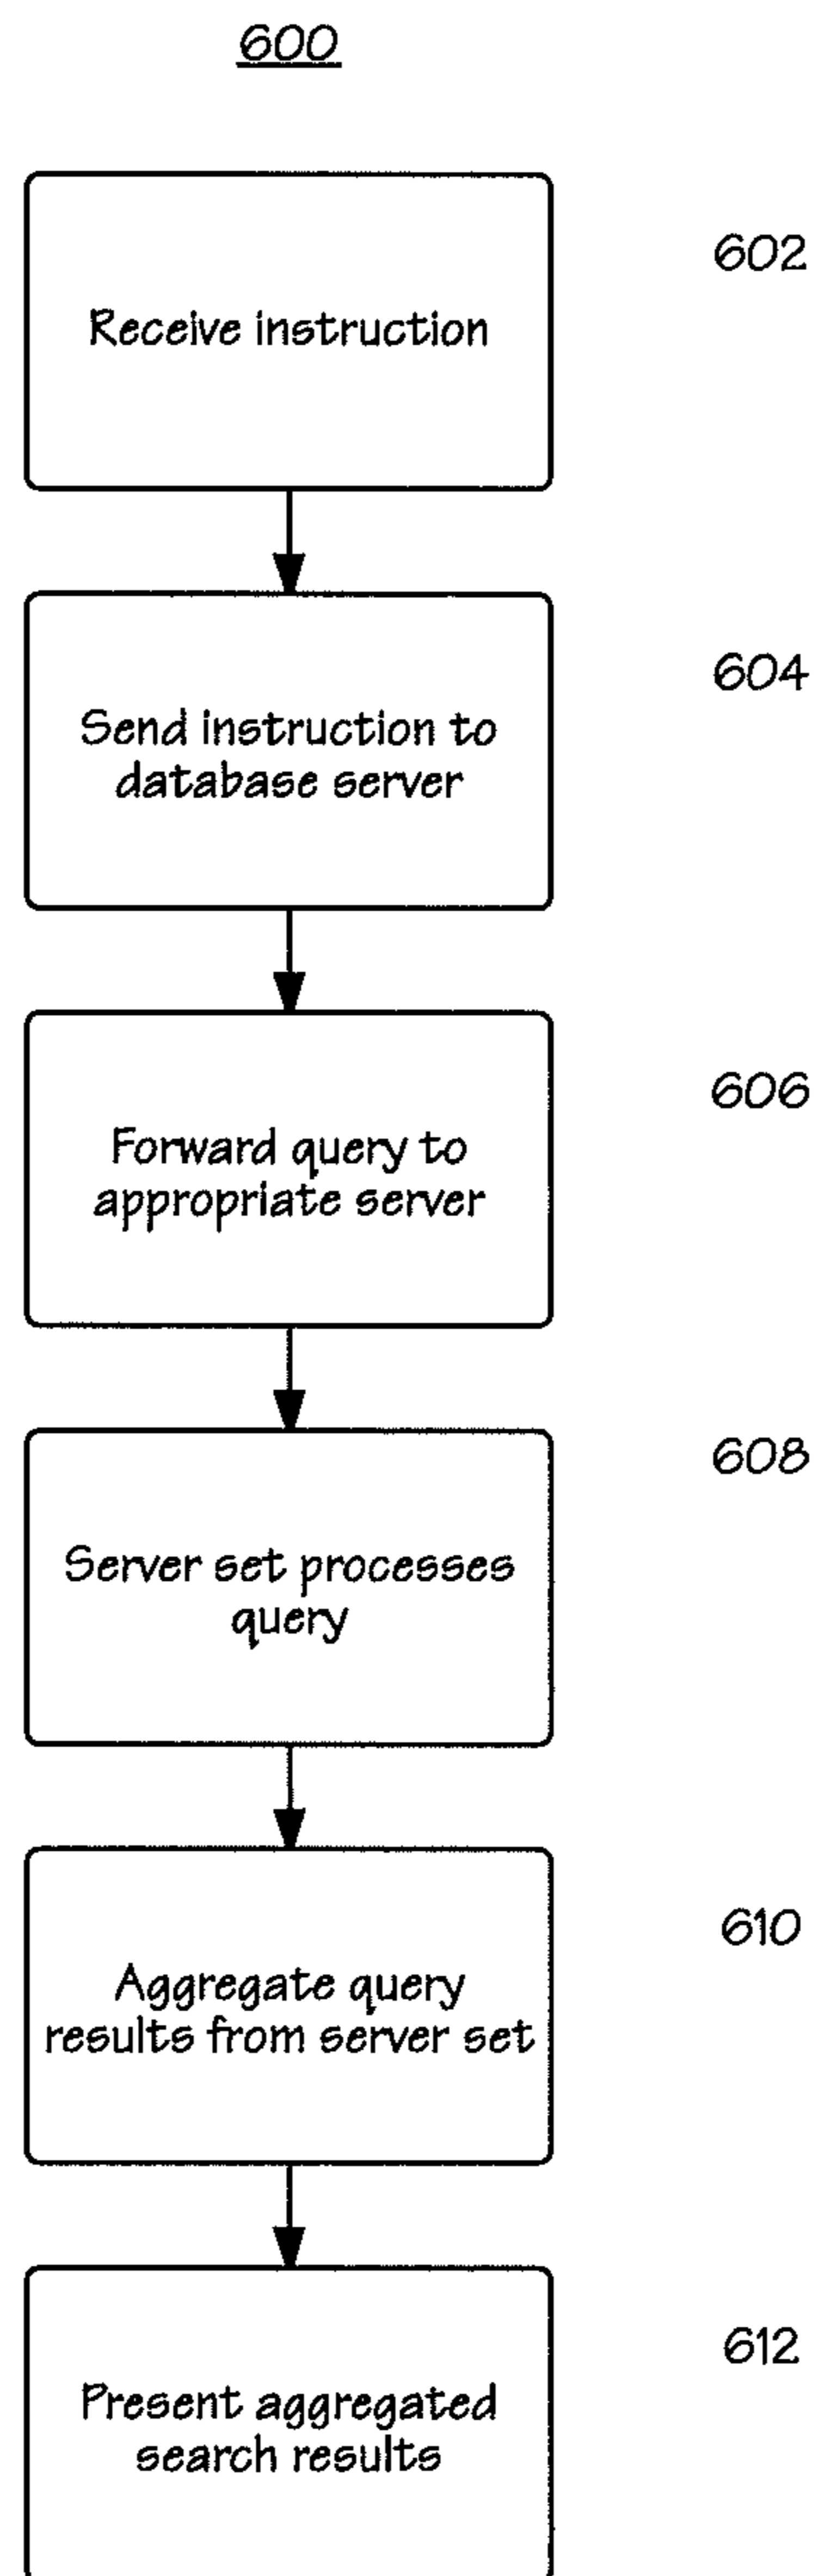 600
602
Receive instruction
604
Send instruction to
database server
606
Forward query to
appropriate server
608
Server set processes
query
610
Aggregate query
results from server set
612
Present aggregated
search results